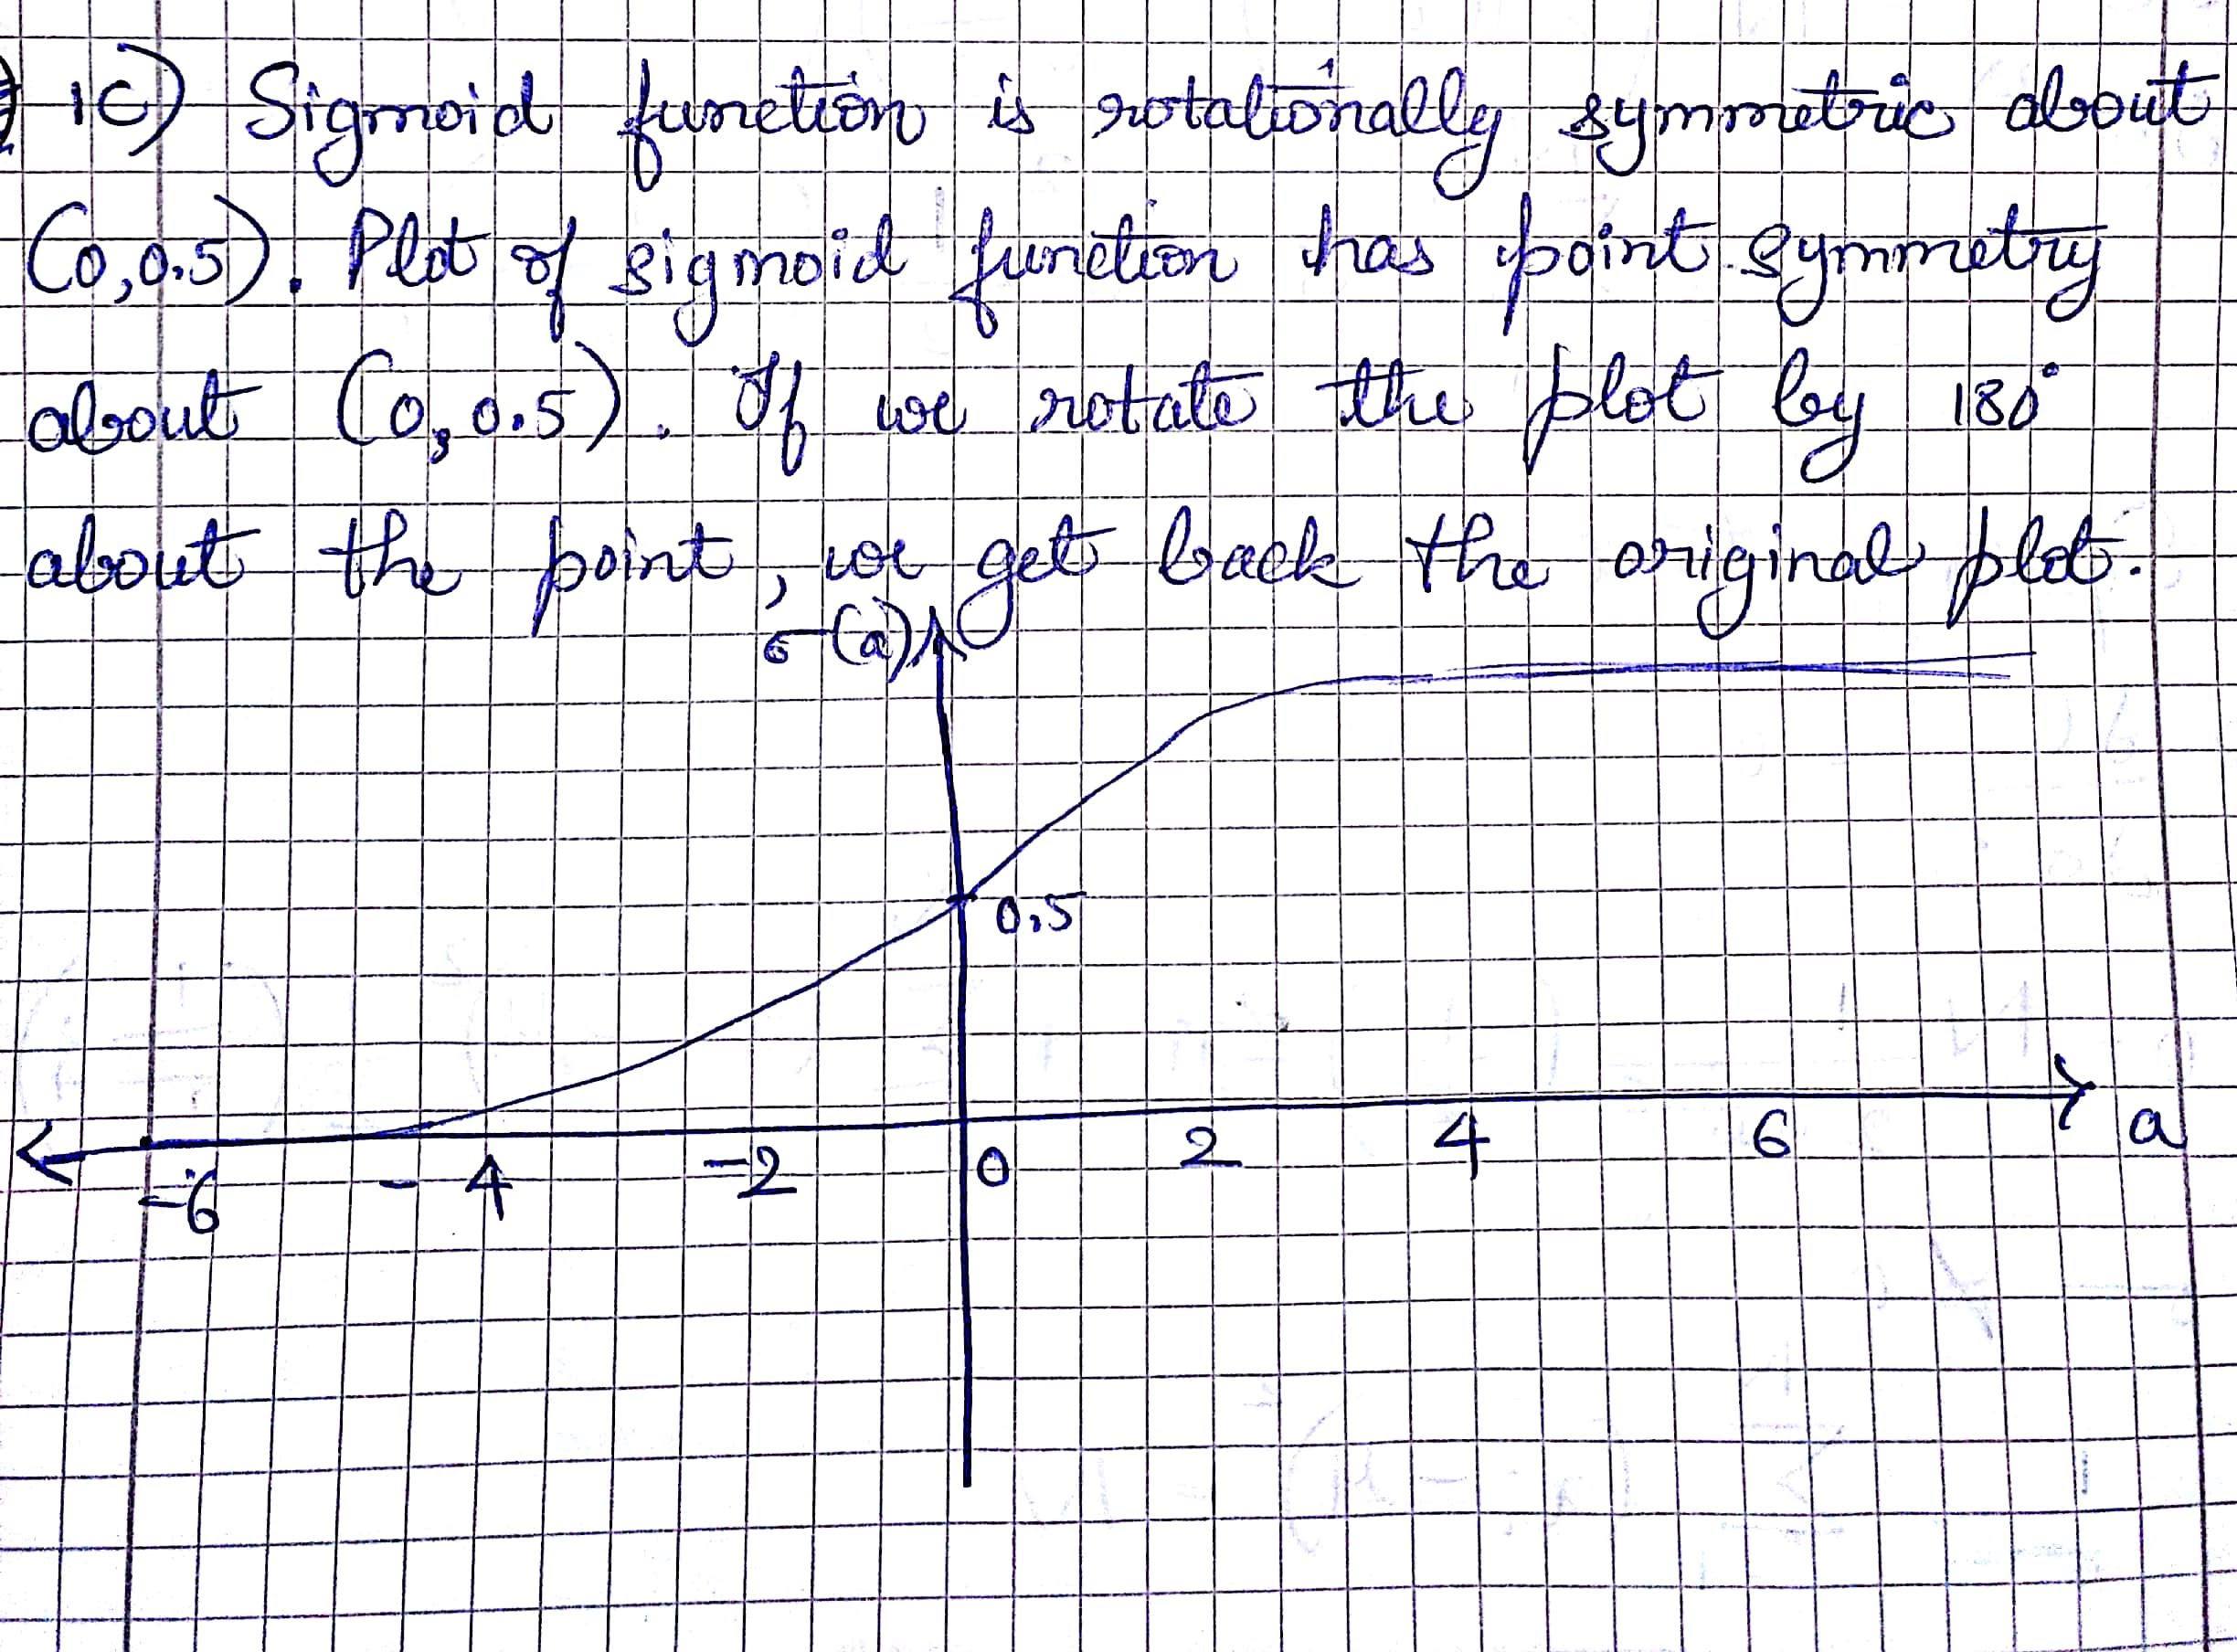 1C) Sigmoid function is rotationally symmetric about
(0,0.5). Plot of sigmoid function has point symmetry
about (0,0.5). If we rotate the plot by 180°
about the point, we get back the original plot.
σ(a)
0.5
-6 -4 -2 0 2 4 6 a